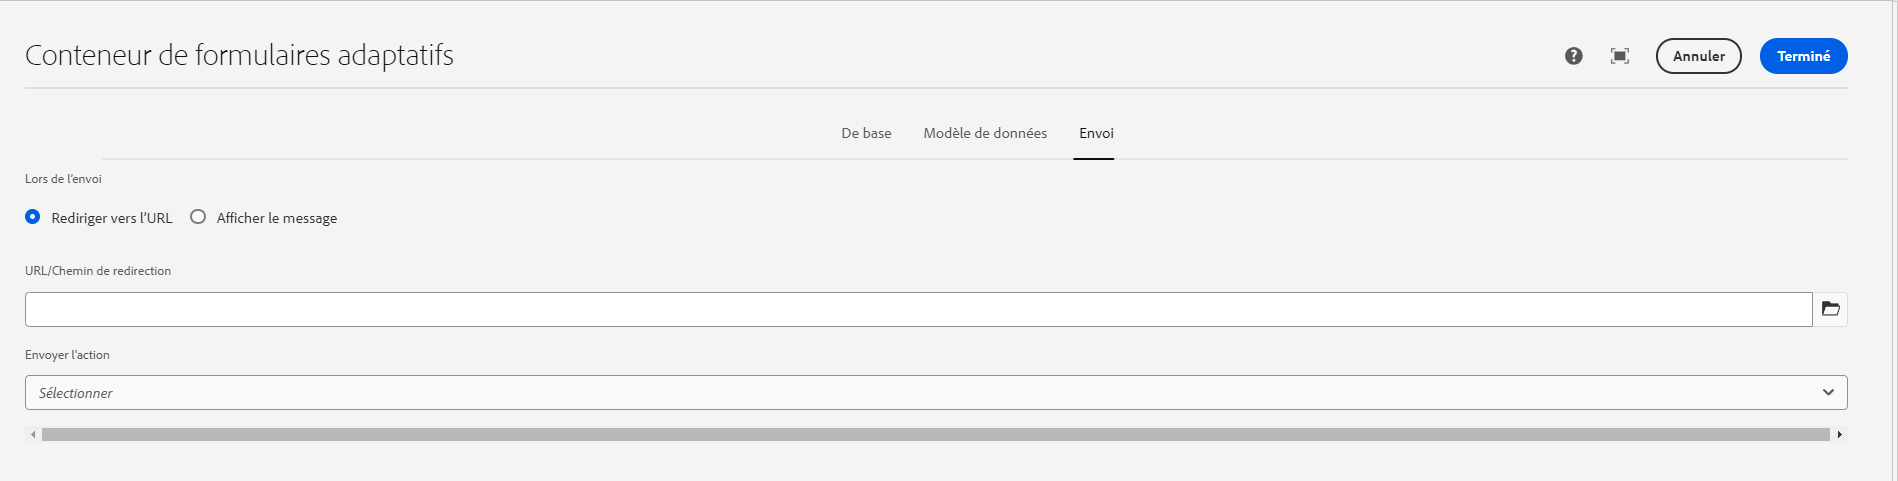 Conteneur de formulaires adaptatifs
Annuler
Terminé
De base
Modèle de données
Envoi
Lors de l’envoi
Rediriger vers l’URL
Afficher le message
URL/Chemin de redirection
Envoyer l'action
Sélectionner